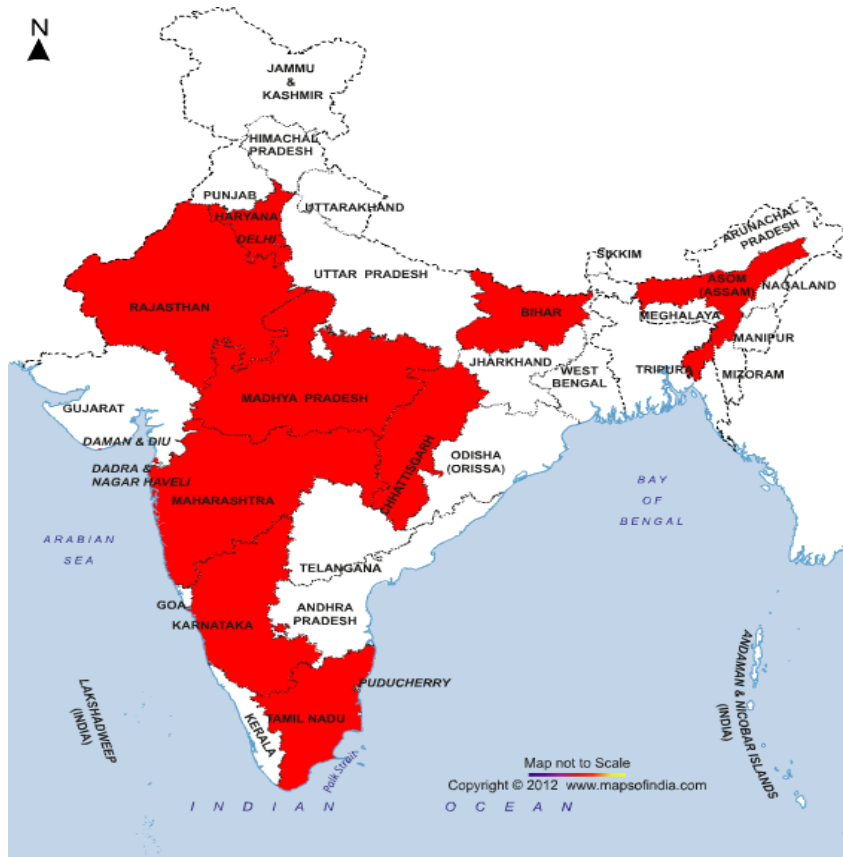 N
JAMMU
&
KASHMIR
HIMACHAL
PRADESH
PUNJAB
UTTARAKHAND
HARYANA
DELHI
ARUNACHAL
PRADESH
SIKKIM
UTTAR PRADESH
ASOM
(ASSAM)
NAGALAND
RAJASTHAN
BIHAR
MEGHALAYA
MANIPUR
JHARKHAND
WEST
BENGAL
TRIPURA
MIZORAM
MADHYA PRADESH
GUJARAT
DAMAN & DIU
CHHATTISGARH
ODISHA
(ORISSA)
DADRA &
NAGAR HAVELI
MAHARASHTRA
BAY
OF
BENGAL
ARABIAN
SEA
TELANGANA
GOA
KARNATAKA
ANDHRA
PRADESH
PUDUCHERRY
LAKSHADWEEP
(INDIA)
KERALA
TAMIL NADU
ANDAMAN & NICOBAR ISLANDS
(INDIA)
Palk Strait
Map not to Scale
Copyright © 2012 www.mapsofindia.com
INDIAN OCEAN